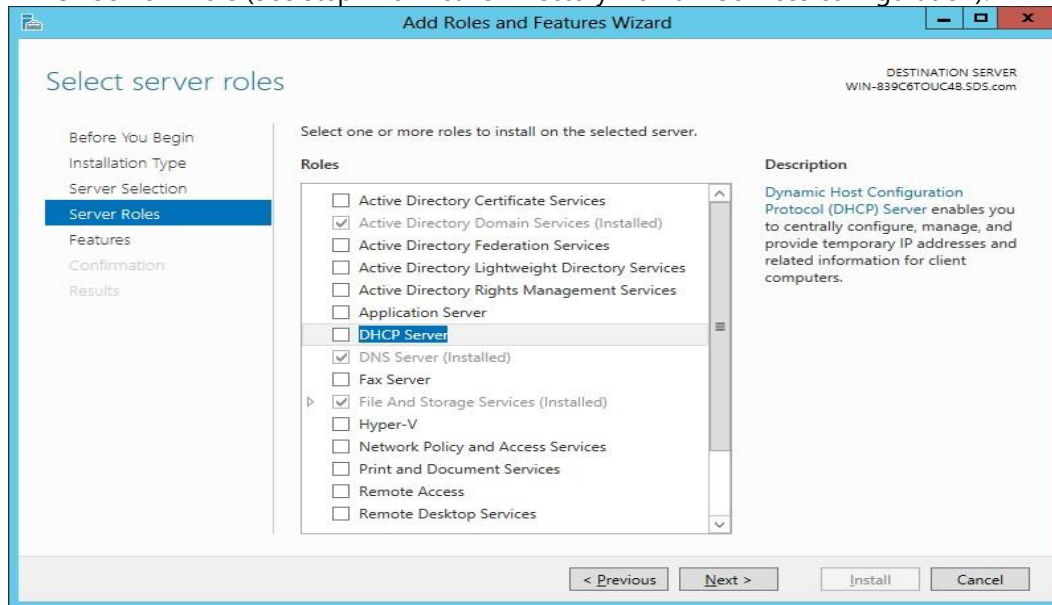 Add Roles and Features Wizard
Select server roles
DESTINATION SERVER
WIN-839C6TOUC4B.SDS.com
Before You Begin
Installation Type
Server Selection
Server Roles
Features
Confirmation
Results
Select one or more roles to install on the selected server.
Roles
Active Directory Certificate Services
Active Directory Domain Services (Installed)
Active Directory Federation Services
Active Directory Lightweight Directory Services
Active Directory Rights Management Services
Application Server
DHCP Server
DNS Server (Installed)
Fax Server
File And Storage Services (Installed)
Hyper-V
Network Policy and Access Services
Print and Document Services
Remote Access
Remote Desktop Services
Description
Dynamic Host Configuration
Protocol (DHCP) Server enables you
to centrally configure, manage, and
provide temporary IP addresses and
related information for client
computers.
< Previous
Next >
Install
Cancel